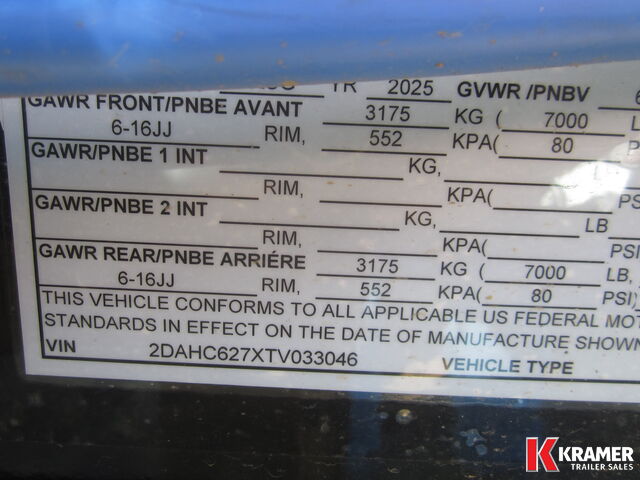 YR 2025 GVWR /PNBV
GAWR FRONT/PNBE AVANT 3175 KG ( 7000
6-16JJ RIM, 552 KPA( 80 PSI
GAWR/PNBE 1 INT KG, LB
RIM, KPA( PSI
GAWR/PNBE 2 INT KG, LB
RIM, KPA( PSI
GAWR REAR/PNBE ARRIÉRE 3175 KG ( 7000 LB,
6-16JJ RIM, 552 KPA( 80 PSI)
THIS VEHICLE CONFORMS TO ALL APPLICABLE US FEDERAL
STANDARDS IN EFFECT ON THE DATE OF MANUFACTURE SHOWN
VIN 2DAHC627XTV033046 VEHICLE TYPE
K KRAMER
TRAILER SALES